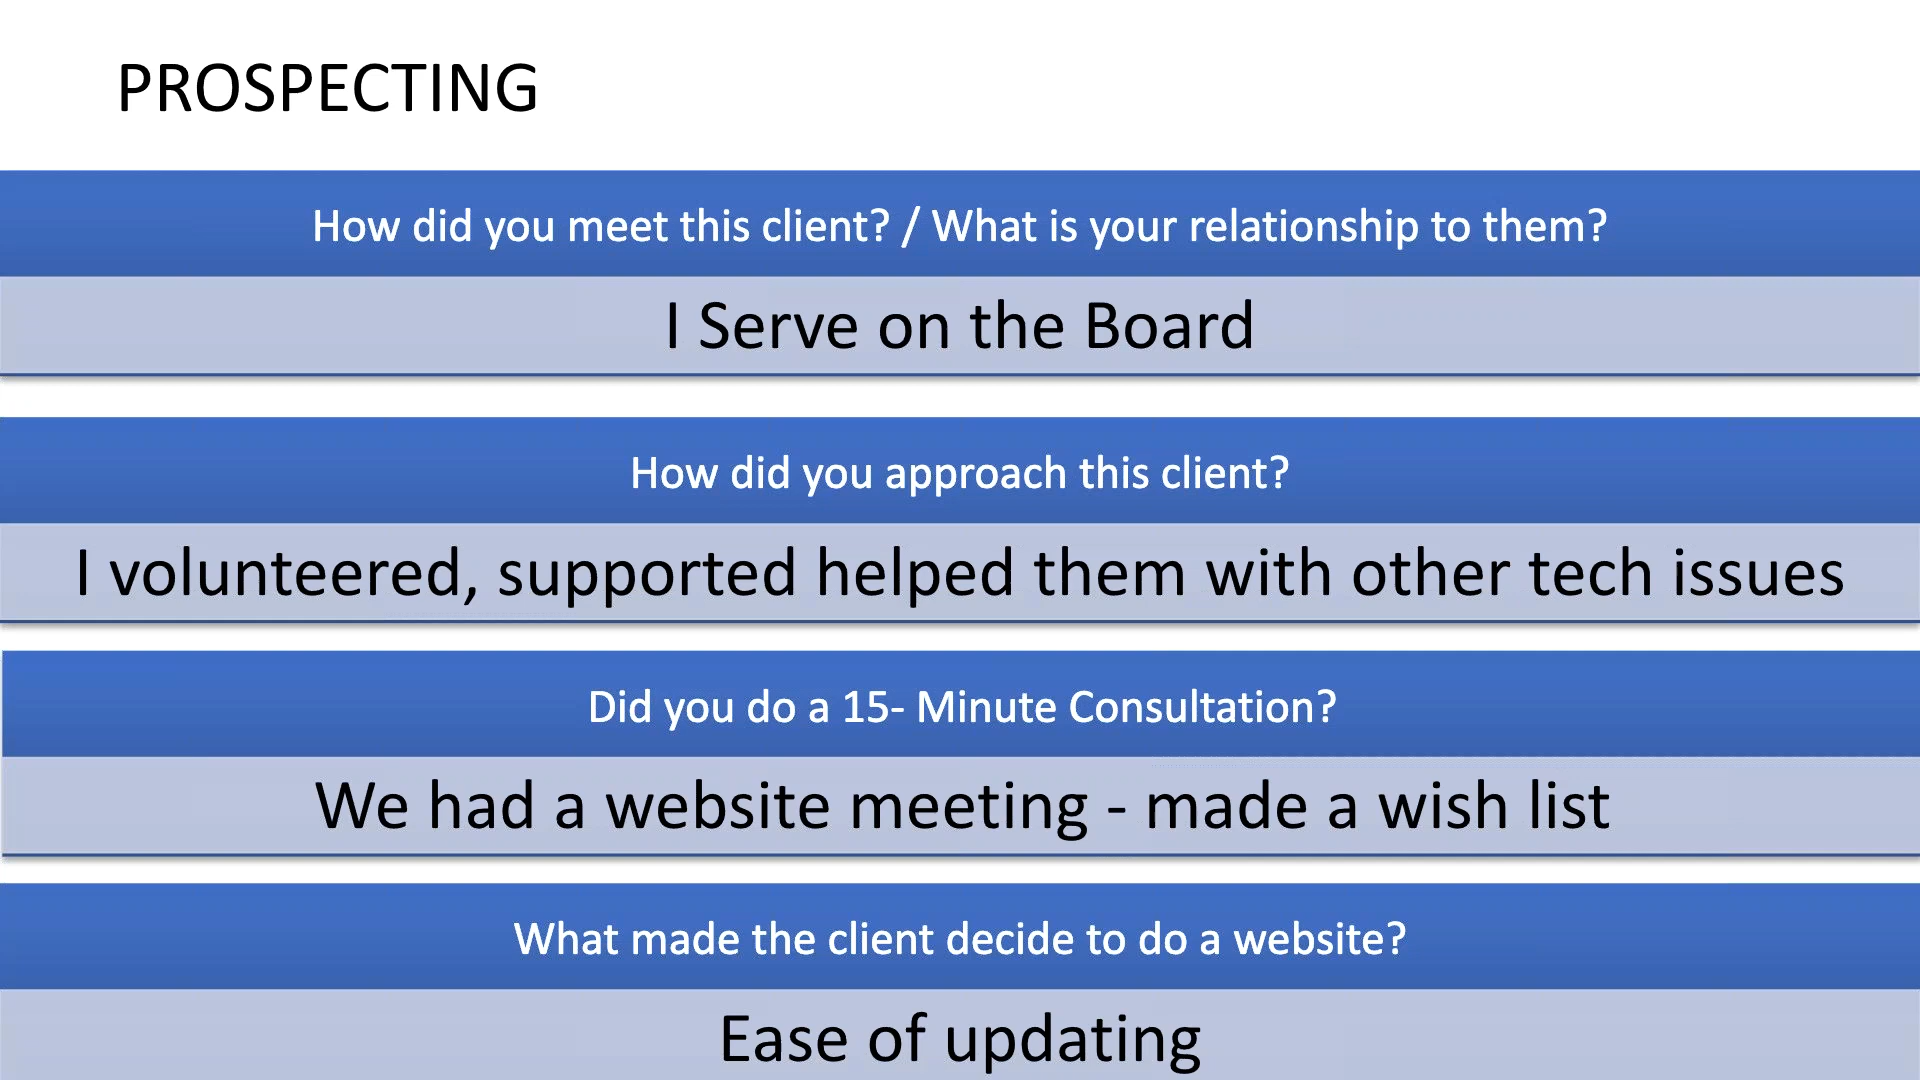 PROSPECTING
How did you meet this client? / What is your relationship to them?
I Serve on the Board
How did you approach this client?
I volunteered, supported helped them with other tech issues
Did you do a 15- Minute Consultation?
We had a website meeting - made a wish list
What made the client decide to do a website?
Ease of updating